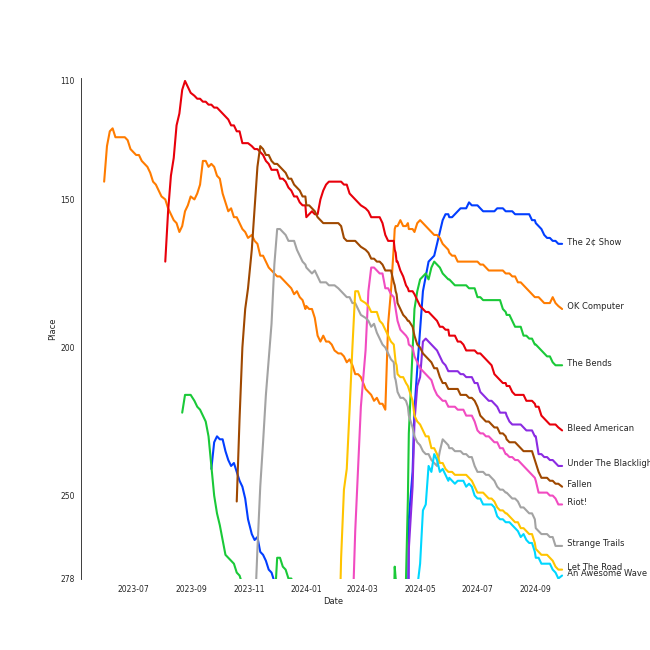 110
150
200
250
278
Place
2023-07
2023-09
2023-11
2024-01
2024-03
2024-05
2024-07
2024-09
Date
The 2¢ Show
OK Computer
The Bends
Bleed American
Under The Blackligh
Fallen
Riot!
Strange Trails
Let The Road
An Awesome Wave